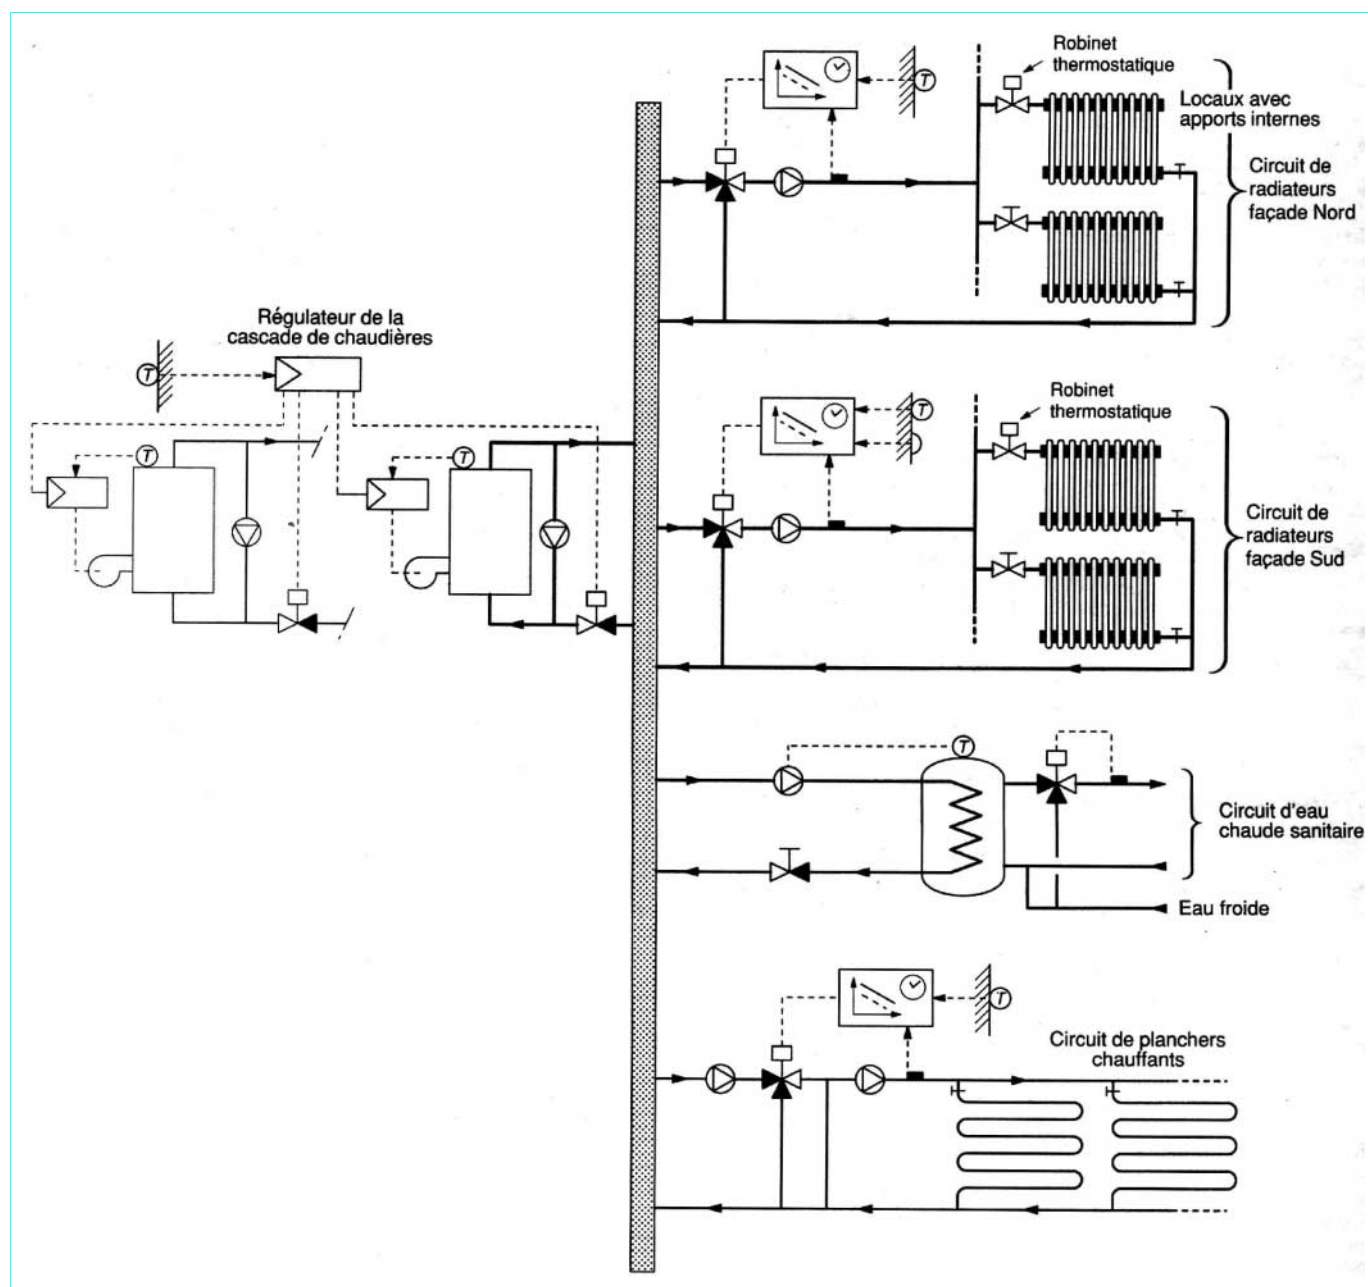 Robinet
thermostatique
Locaux avec
apports internes
Circuit de
radiateurs
façade Nord
T
Régulateur de la
cascade de chaudières
T
T
T
Robinet
thermostatique
T
Circuit de
radiateurs
façade Sud
T
Circuit d'eau
chaude sanitaire
Eau froide
T
Circuit de planchers
chauffants